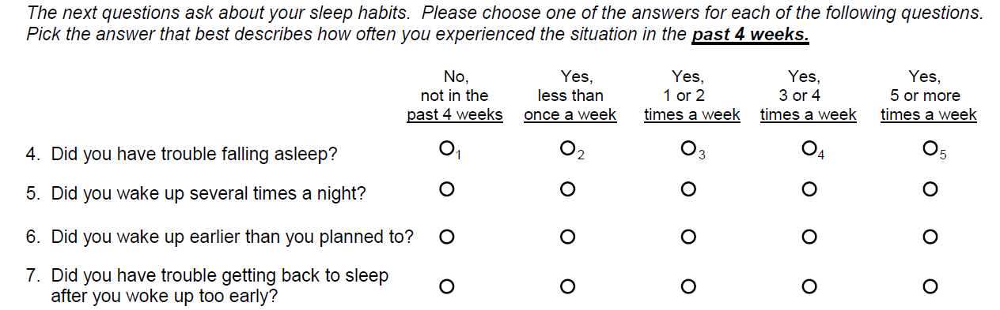 The next questions ask about your sleep habits.  Please choose one of the answers for each of the following questions.
Pick the answer that best describes how often you experienced the situation in the past 4 weeks.
No, Yes, Yes, Yes, Yes,
not in the less than 1 or 2 3 or 4 5 or more
past 4 weeks once a week times a week times a week times a week
4. Did you have trouble falling asleep? O1 O2 O3 O4 O5
5. Did you wake up several times a night? O O O O O
6. Did you wake up earlier than you planned to? O O O O O
7. Did you have trouble getting back to sleep
after you woke up too early? O O O O O